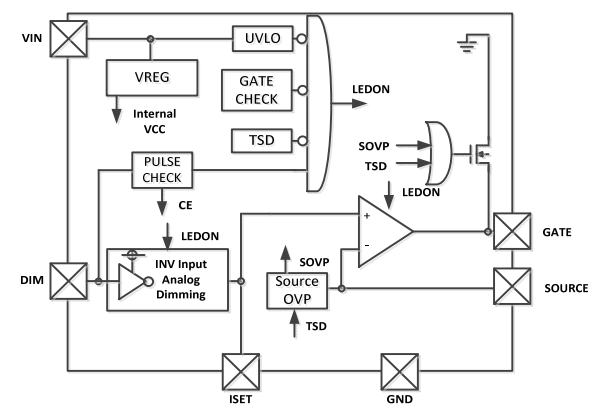 VIN
UVLO
VREG
GATE
CHECK
LEDON
Internal
VCC
TSD
SOVP
TSD
PULSE
CHECK
CE
LEDON
LEDON
+
-
GATE
DIM
INV Input
Analog
Dimming
SOVP
Source
OVP
SOURCE
TSD
ISET
GND